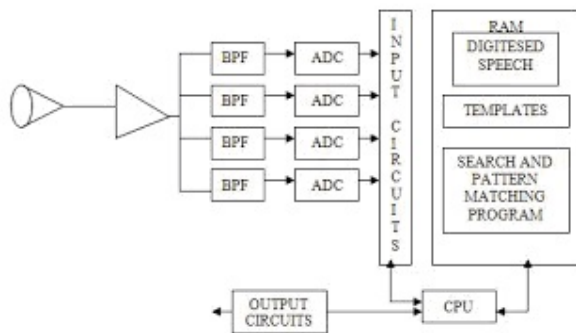 RAM
DIGITESED
SPEECH
TEMPLATES
SEARCH AND
PATTERN
MATCHING
PROGRAM
BPF
ADC
BPF
ADC
BPF
ADC
BPF
ADC
INPUT CIRCUITS
OUTPUT
CIRCUITS
CPU